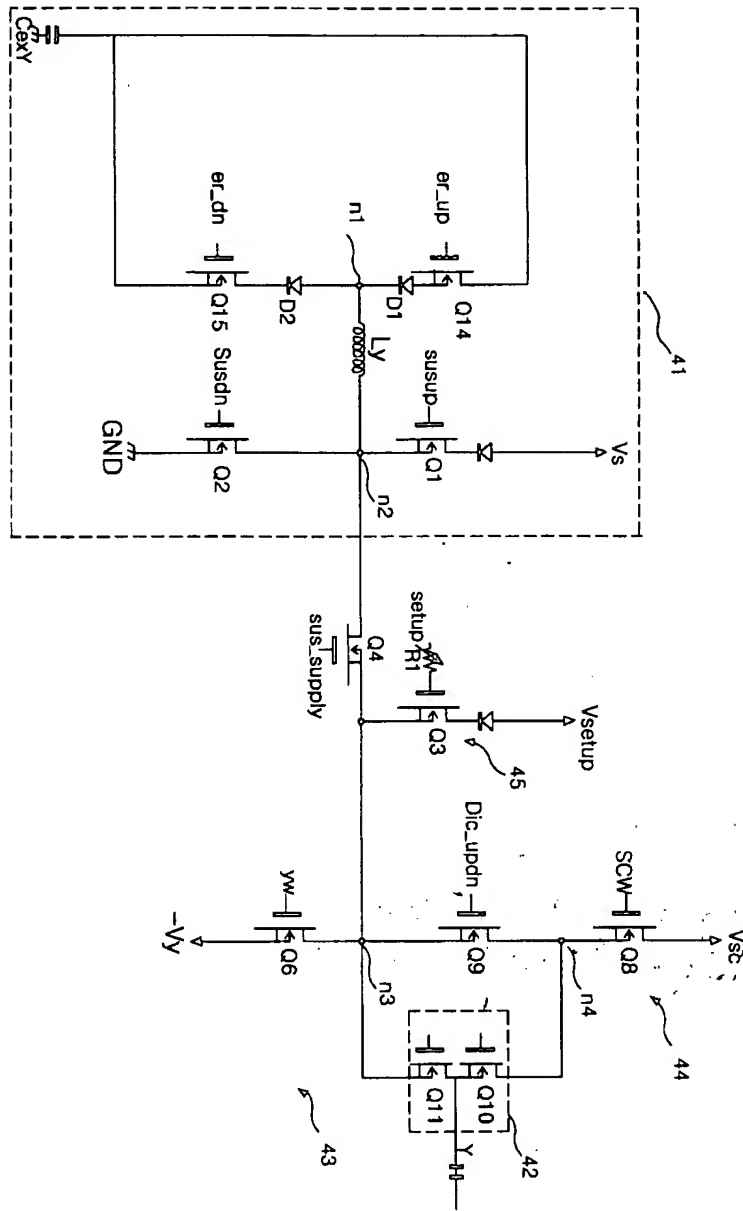 CexY
er_dn
er_up
n1
D2
D1
Q15
Q14
Susdn
Ly
susup
41
GND
Q2
Q1
Vs
n2
sus_supply
Q4
setup
R1
Q3
Vsetup
45
yw
Dic_updn
SCW
-Vy
Q6
n3
Q9
n4
Q8
Vsc
44
Q11
Q10
43
Y
42